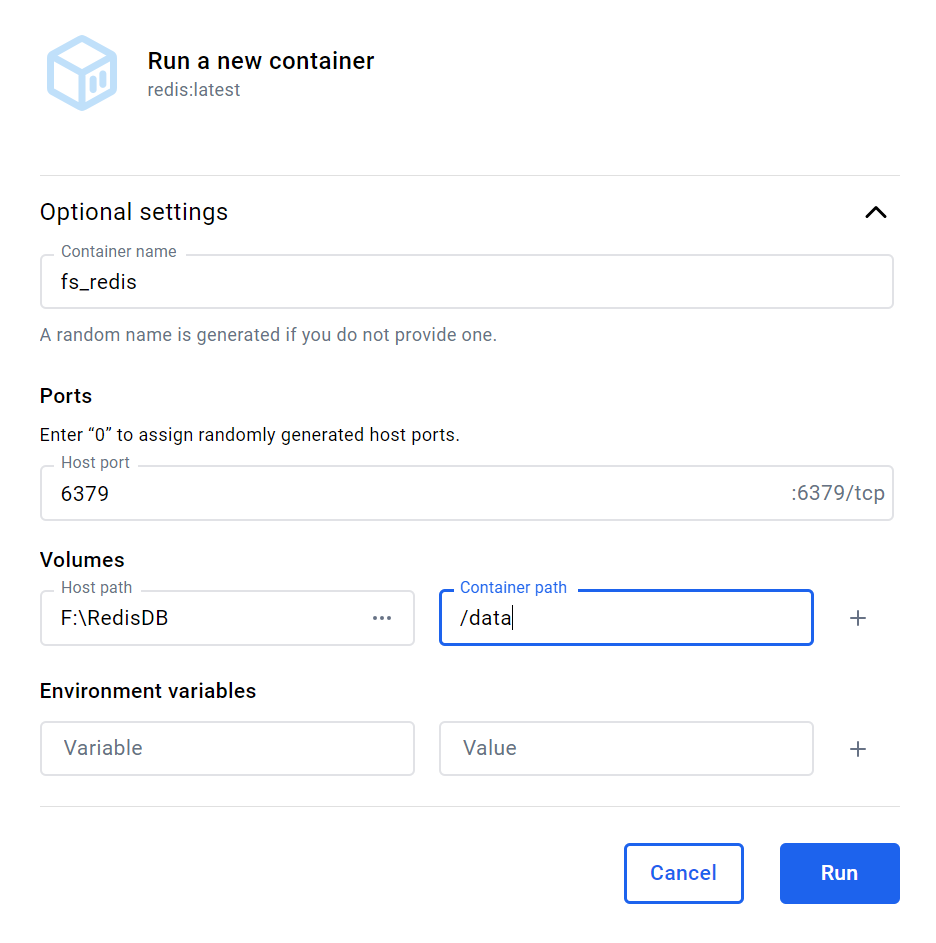 Run a new container
redis:latest
Optional settings
Container name
fs_redis
A random name is generated if you do not provide one.
Ports
Enter “0” to assign randomly generated host ports.
Host port
6379 :6379/tcp
Volumes
Host path Container path
F:\RedisDB ••• /data +
Environment variables
Variable Value +
Cancel Run